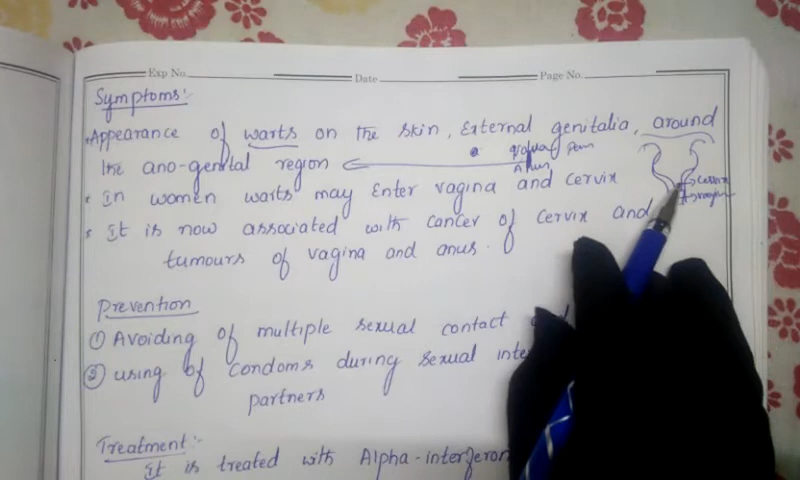 Exp No. Date Page No.
Symptoms:-
• Appearance of warts on the skin, External genitalia, around
the ano-genital region
• In women warts may Enter vagina and cervix
• It is now associated with cancer of cervix and
tumours of vagina and anus.
Prevention
① Avoiding of multiple sexual contact
② using of condoms during sexual
partners
Treatment:-
It is treated with Alpha-interferon